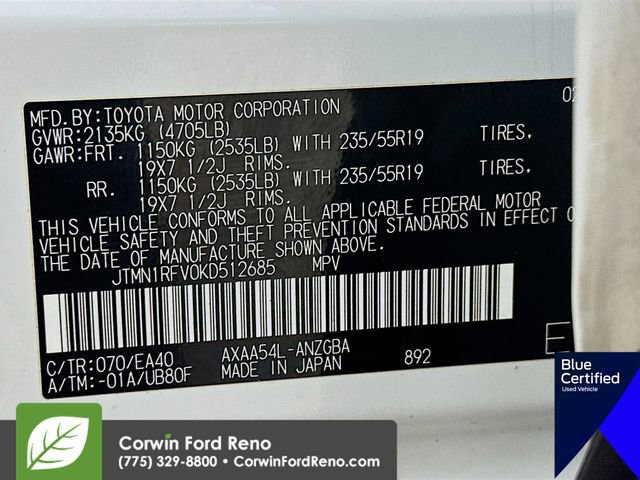 02
MFD.BY:TOYOTA MOTOR CORPORATION
GVWR:2135KG (4705LB)
GAWR:FRT. 1150KG (2535LB) WITH 235/55R19 TIRES.
19X7 1/2J RIMS.
RR. 1150KG (2535LB) WITH 235/55R19 TIRES.
19X7 1/2J RIMS.
THIS VEHICLE CONFORMS TO ALL APPLICABLE FEDERAL MOTOR
VEHICLE SAFETY AND THEFT PREVENTION STANDARDS IN EFFECT O
THE DATE OF MANUFACTURE SHOWN ABOVE.
JTMN1RFV0KD512685 MPV
C/TR:070/EA40 AXAA54L-ANZGBA 892
A/TM:-01A/UB80F MADE IN JAPAN
E
Blue
Certified
Used Vehicle
Corwin Ford Reno
(775) 329-8800 • CorwinFordReno.com